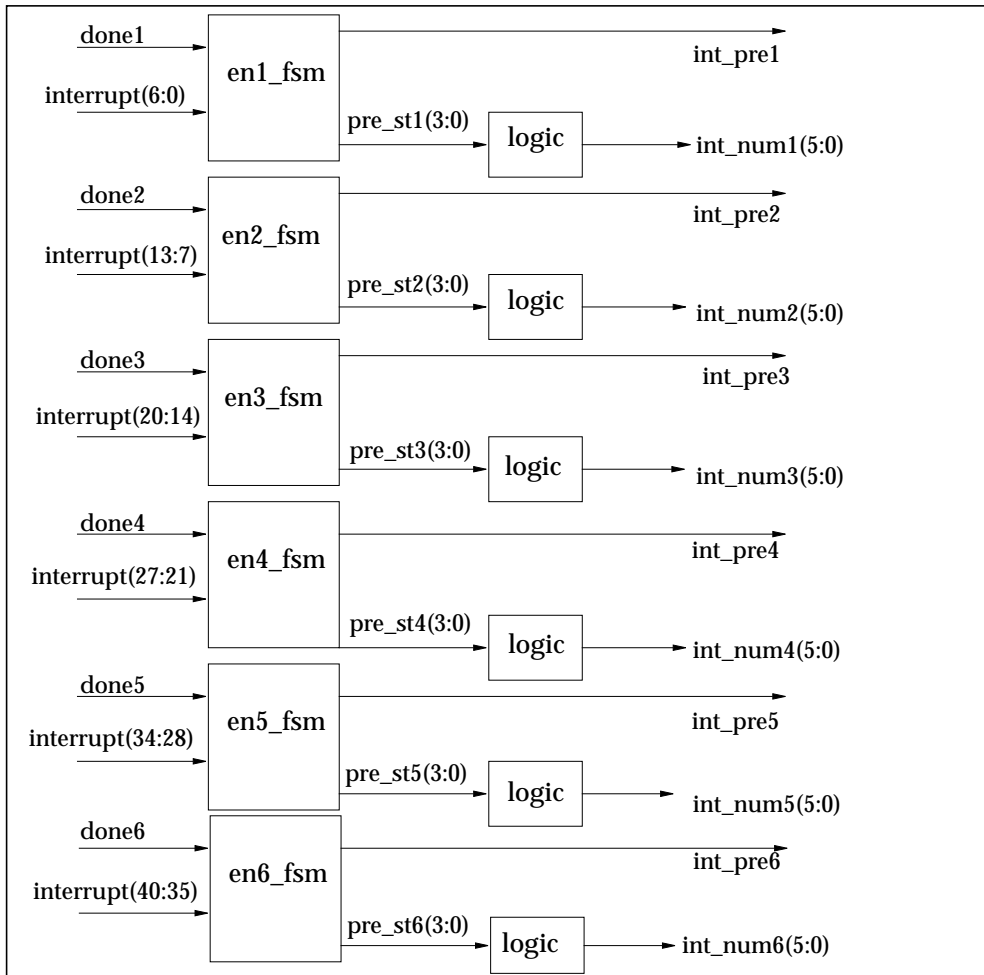 done1
en1_fsm
int_pre1
interrupt(6:0)
pre_st1(3:0)
logic
int_num1(5:0)
done2
en2_fsm
int_pre2
interrupt(13:7)
pre_st2(3:0)
logic
int_num2(5:0)
done3
en3_fsm
int_pre3
interrupt(20:14)
pre_st3(3:0)
logic
int_num3(5:0)
done4
en4_fsm
int_pre4
interrupt(27:21)
pre_st4(3:0)
logic
int_num4(5:0)
done5
en5_fsm
int_pre5
interrupt(34:28)
pre_st5(3:0)
logic
int_num5(5:0)
done6
en6_fsm
int_pre6
interrupt(40:35)
pre_st6(3:0)
logic
int_num6(5:0)